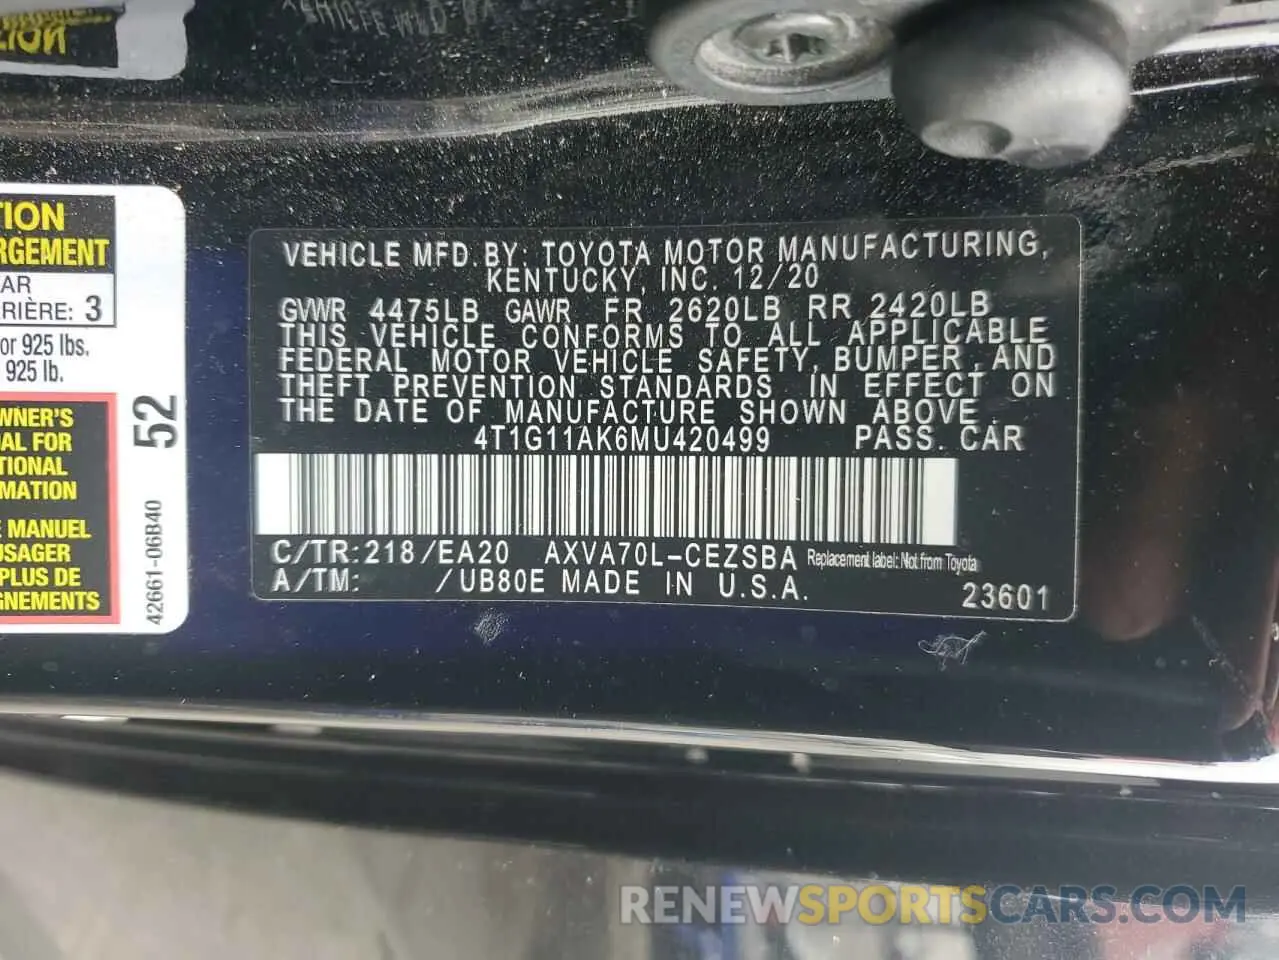 TION
RGEMENT
AR
RIÈRE: 3
or 925 lbs.
925 lb.
WNER'S
UAL FOR
TIONAL
MATION
E MANUEL
USAGER
PLUS DE
GNEMENTS
52
42661-06B40
VEHICLE MFD. BY: TOYOTA MOTOR MANUFACTURING,
KENTUCKY, INC. 12/20
GVWR 4475LB GAWR FR 2620LB RR 2420LB
THIS VEHICLE CONFORMS TO ALL APPLICABLE
FEDERAL MOTOR VEHICLE SAFETY, BUMPER, AND
THEFT PREVENTION STANDARDS IN EFFECT ON
THE DATE OF MANUFACTURE SHOWN ABOVE.
4T1G11AK6MU420499 PASS. CAR
C/TR:218/EA20 AXVA70L-CEZSBA Replacement label: Not from Toyota
A/TM: /UB80E MADE IN U.S.A.
23601
RENEWSPORTSCARS.COM